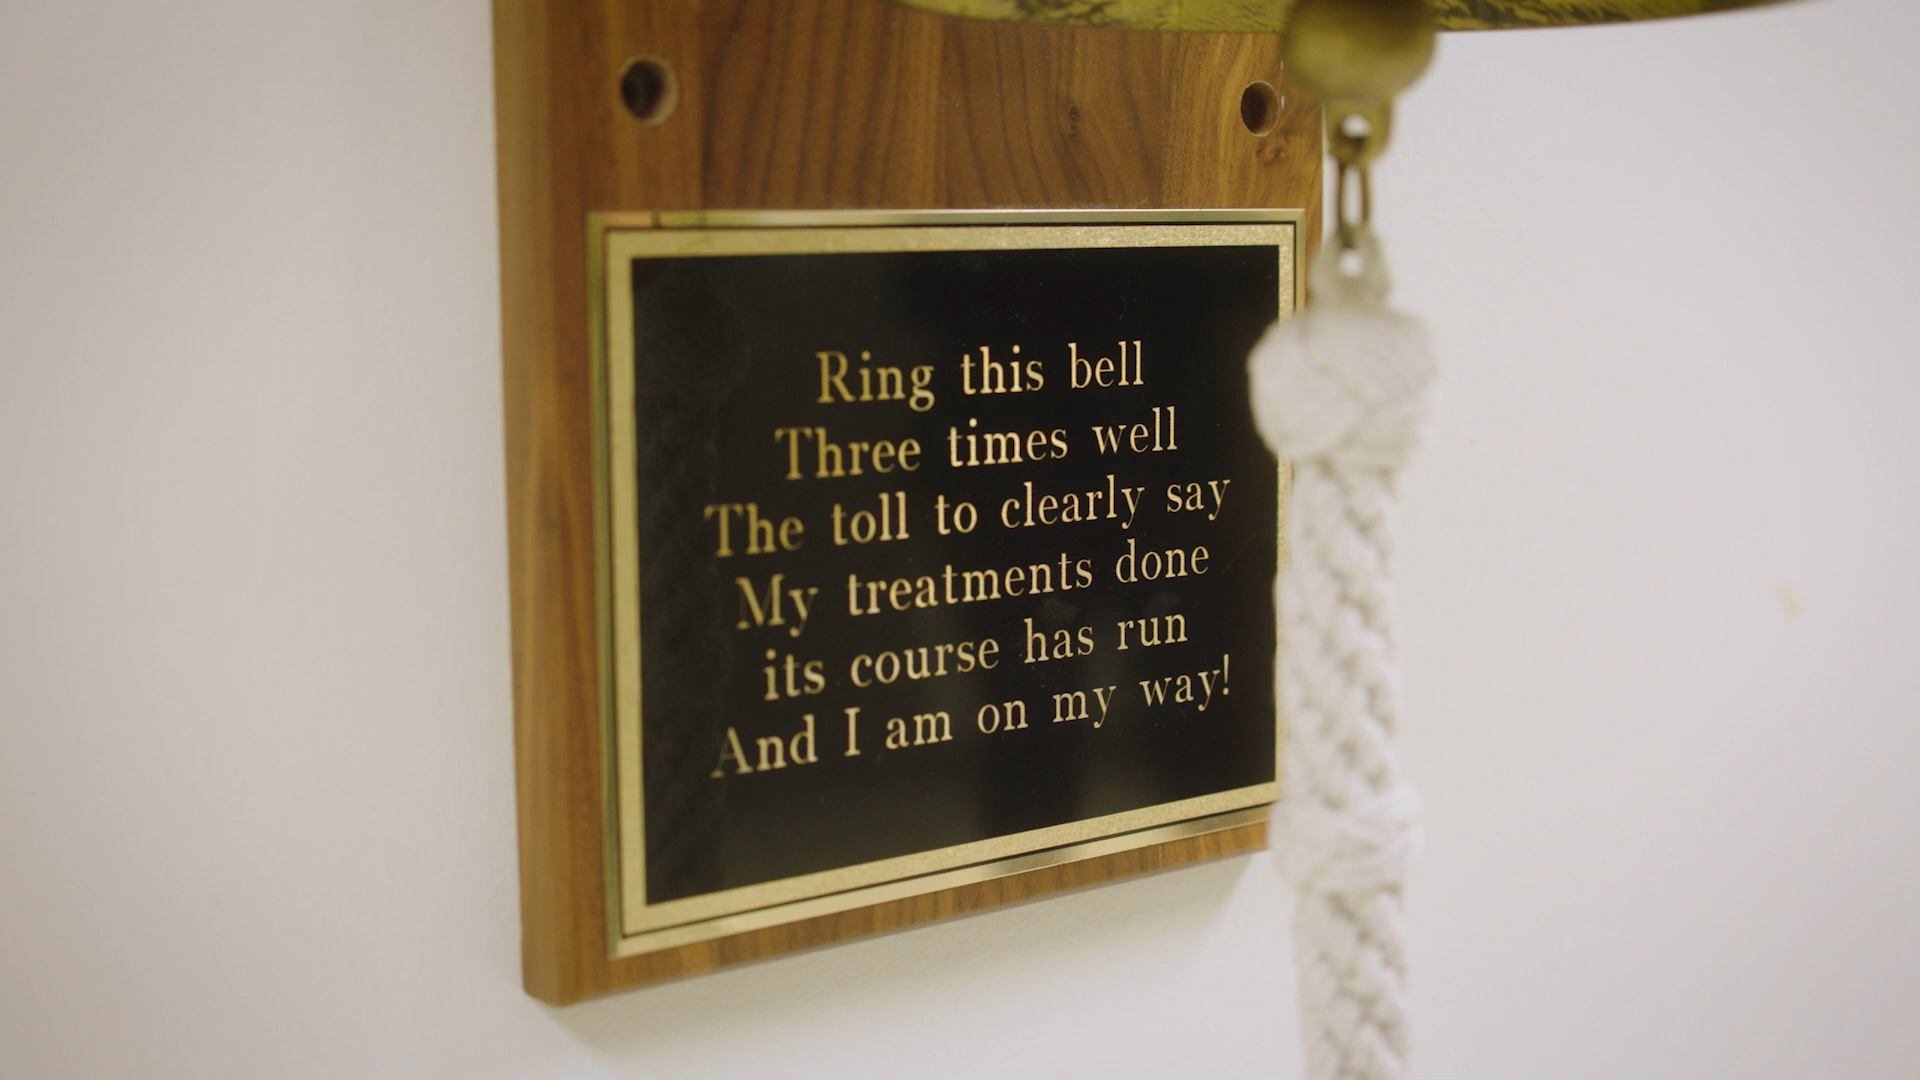 Ring this bell
Three times well
The toll to clearly say
My treatments done
its course has run
And I am on my way!